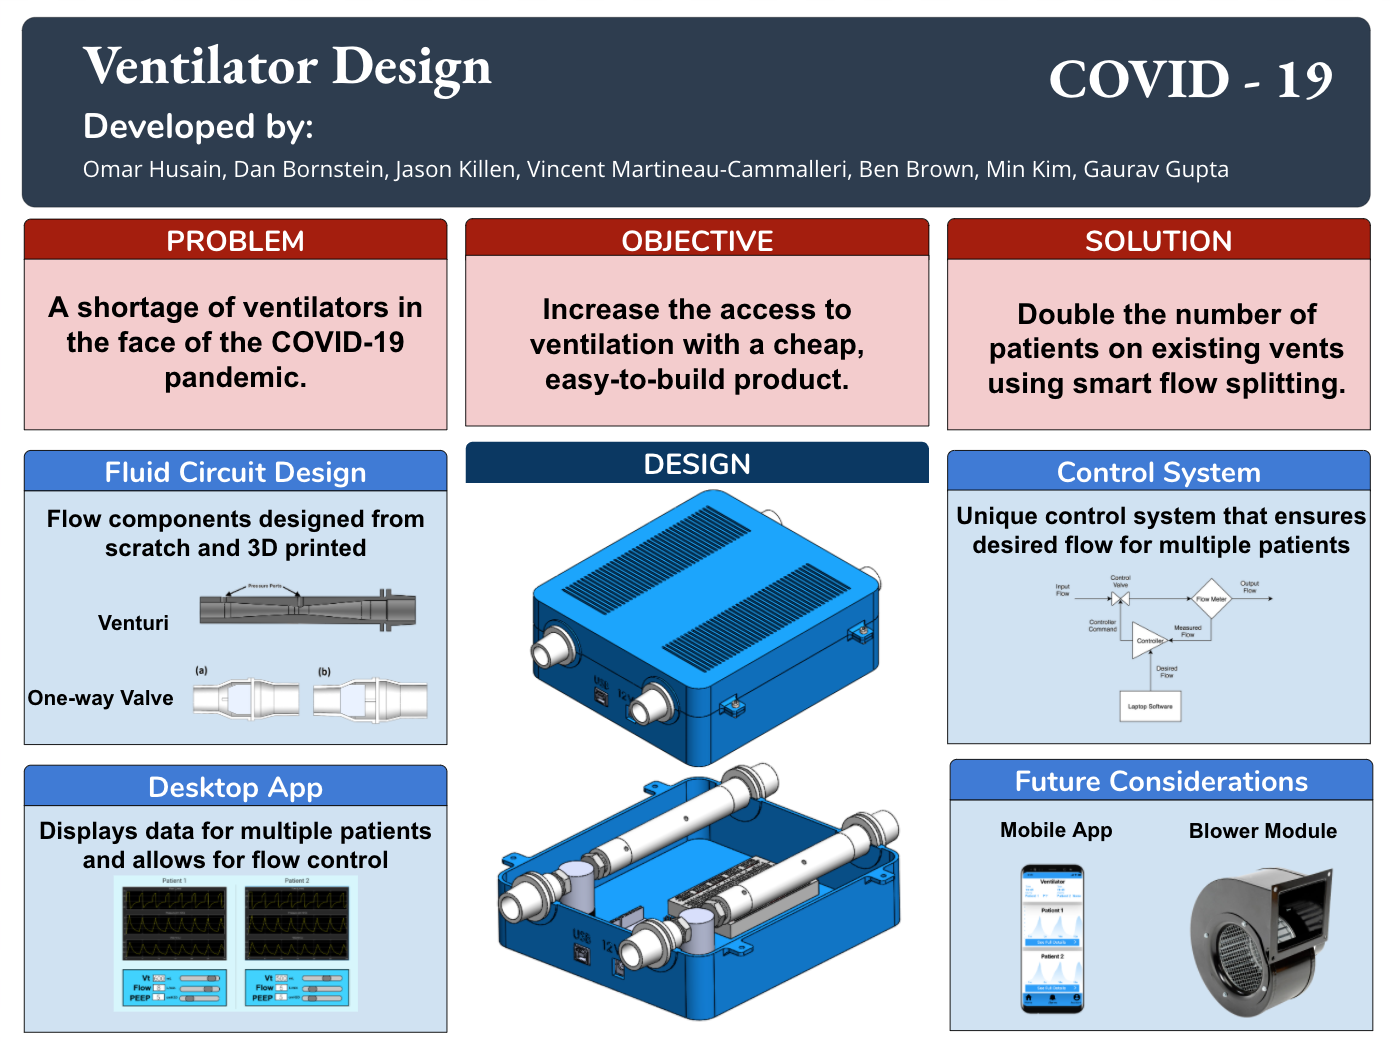 Ventilator Design
COVID - 19
Developed by:
Omar Husain, Dan Bornstein, Jason Killen, Vincent Martineau-Cammalleri, Ben Brown, Min Kim, Gaurav Gupta
PROBLEM
A shortage of ventilators in
the face of the COVID-19
pandemic.
OBJECTIVE
Increase the access to
ventilation with a cheap,
easy-to-build product.
SOLUTION
Double the number of
patients on existing vents
using smart flow splitting.
Fluid Circuit Design
Flow components designed from
scratch and 3D printed
Pressure Ports
Venturi
(a)
(b)
One-way Valve
DESIGN
USB
12V
USB
12V
Control System
Unique control system that ensures
desired flow for multiple patients
Input
Flow
Control
Valve
Flow Meter
Output
Flow
Controller
Command
Controller
Measured
Flow
Desired
Flow
Laptop Software
Desktop App
Displays data for multiple patients
and allows for flow control
Patient 1
Patient 2
Vt
Flow
PEEP
Vt
Flow
PEEP
Future Considerations
Mobile App
Blower Module
Ventilator
Patient 1
See Full Details
Patient 2
See Full Details